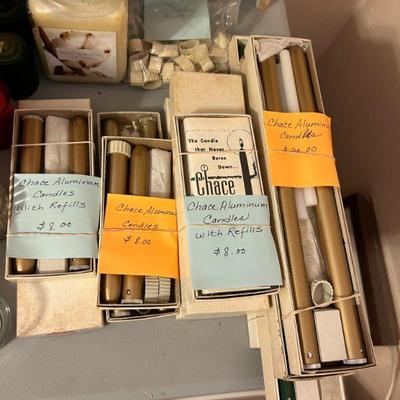 Chace Aluminum
Candles
with Refills
$8.00
Chace Aluminum
Candles
$8.00
The Candle
that Never
Burns
Down...
Chace
Chace Aluminum
Candles
with Refills
$8.00
Chace Aluminum
Candles